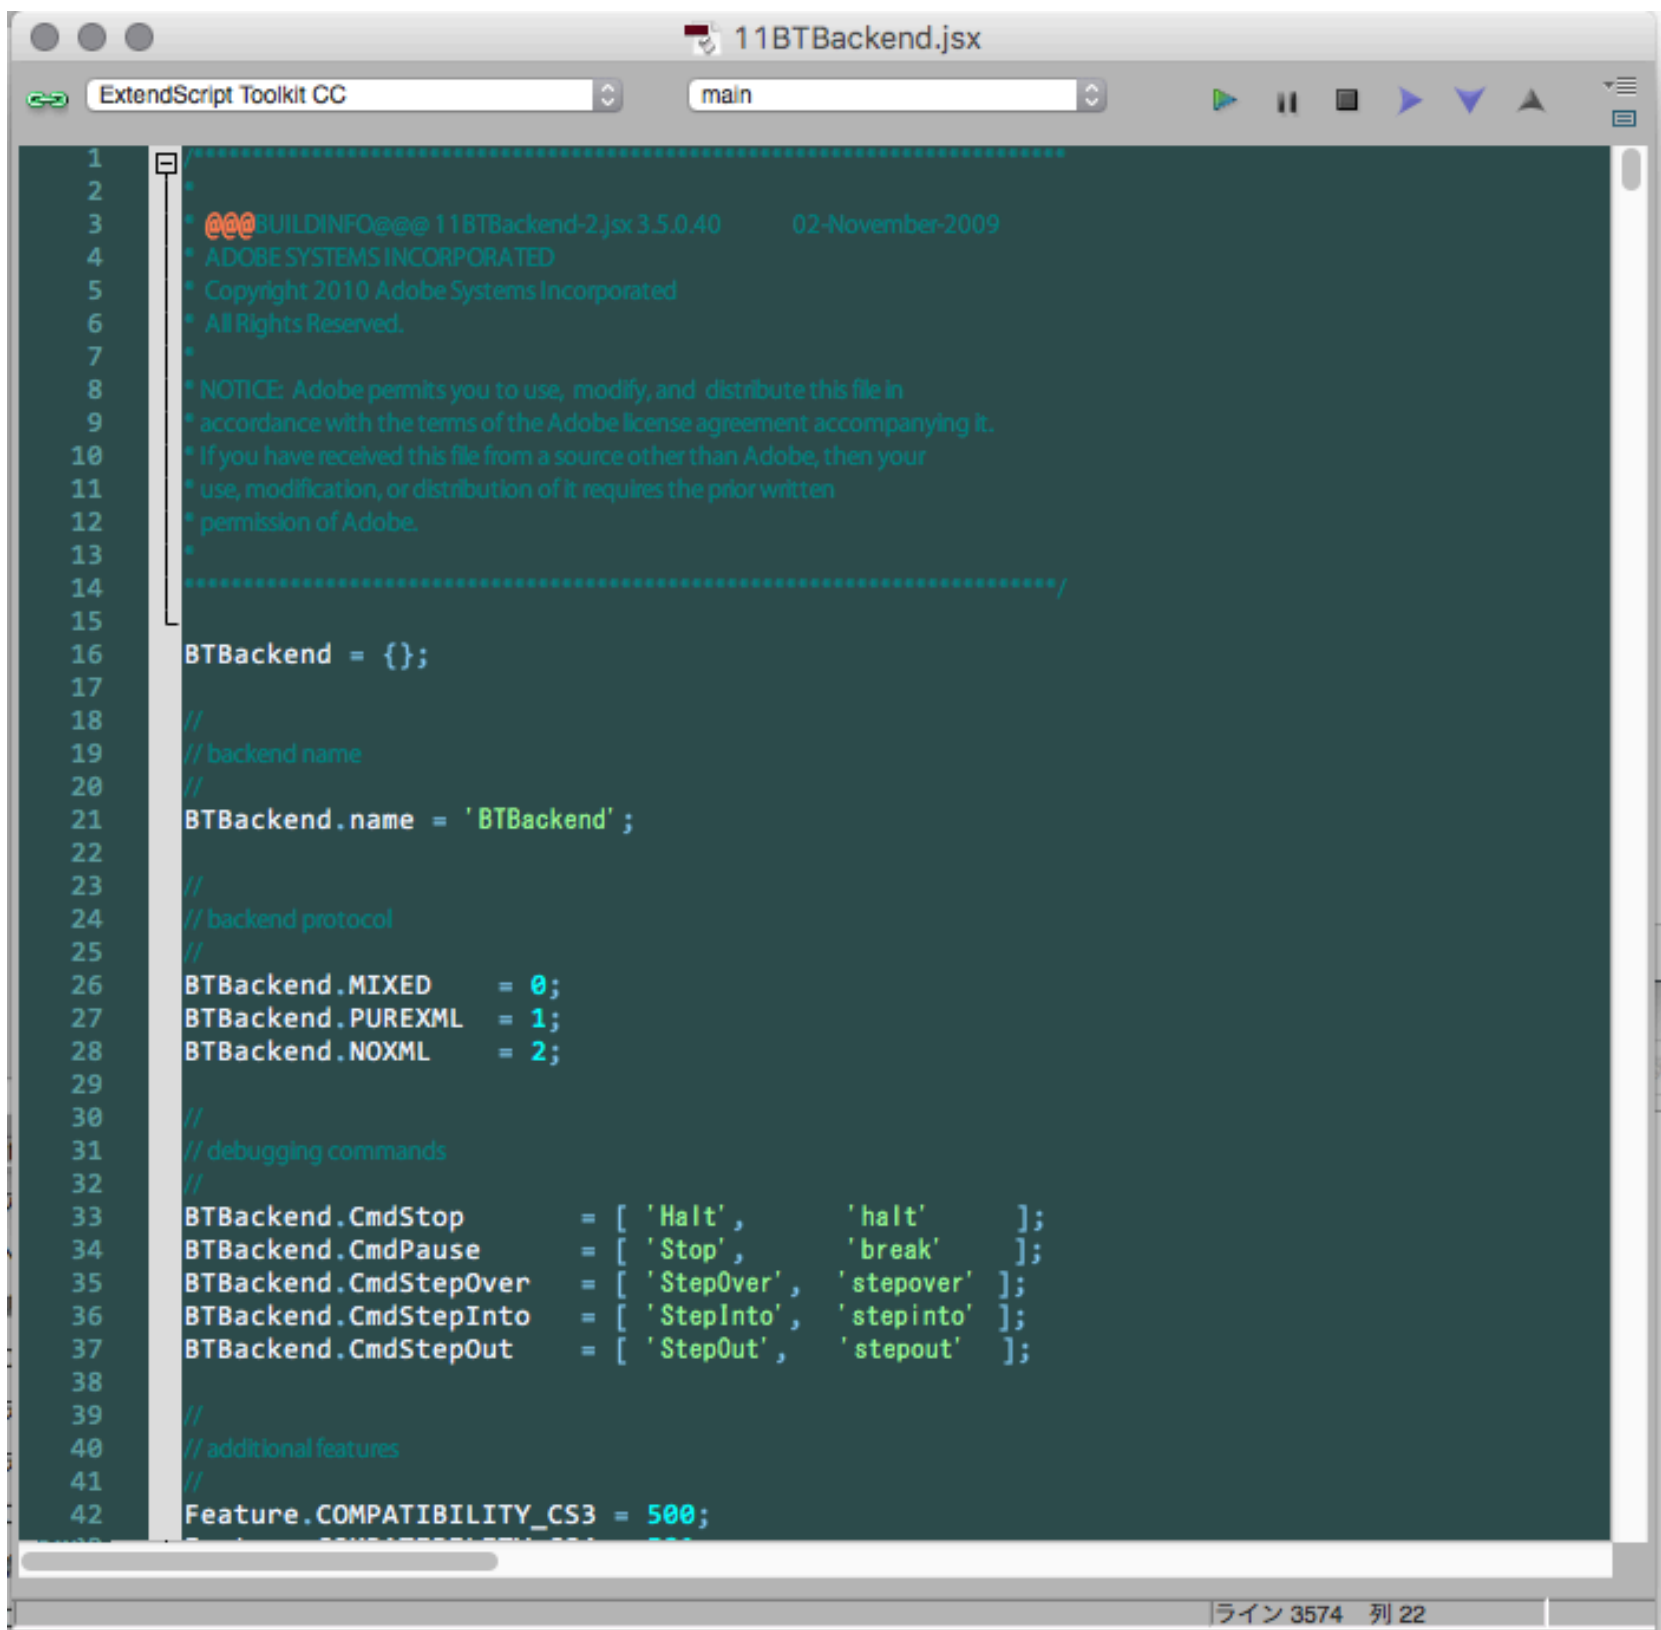 11BTBackend.jsx
ExtendScript Toolkit CC main
1 /**************************************************************************
2 *
3 * @@@BUILDINFO@@@ 11BTBackend-2.jsx 3.5.0.40 02-November-2009
4 * ADOBE SYSTEMS INCORPORATED
5 * Copyright 2010 Adobe Systems Incorporated
6 * All Rights Reserved.
7 *
8 * NOTICE: Adobe permits you to use, modify, and distribute this file in
9 * accordance with the terms of the Adobe license agreement accompanying it.
10 * If you have received this file from a source other than Adobe, then your
11 * use, modification, or distribution of it requires the prior written
12 * permission of Adobe.
13 *
14 **************************************************************************/
15
16 BTBackend = {};
17
18 //
19 // backend name
20 //
21 BTBackend.name = 'BTBackend';
22
23 //
24 // backend protocol
25 //
26 BTBackend.MIXED = 0;
27 BTBackend.PUREXML = 1;
28 BTBackend.NOXML = 2;
29
30 //
31 // debugging commands
32 //
33 BTBackend.CmdStop = [ 'Halt', 'halt' ];
34 BTBackend.CmdPause = [ 'Stop', 'break' ];
35 BTBackend.CmdStepOver = [ 'StepOver', 'stepover' ];
36 BTBackend.CmdStepInto = [ 'StepInto', 'stepinto' ];
37 BTBackend.CmdStepOut = [ 'StepOut', 'stepout' ];
38
39 //
40 // additional features
41 //
42 Feature.COMPATIBILITY_CS3 = 500;
ライン 3574 列 22